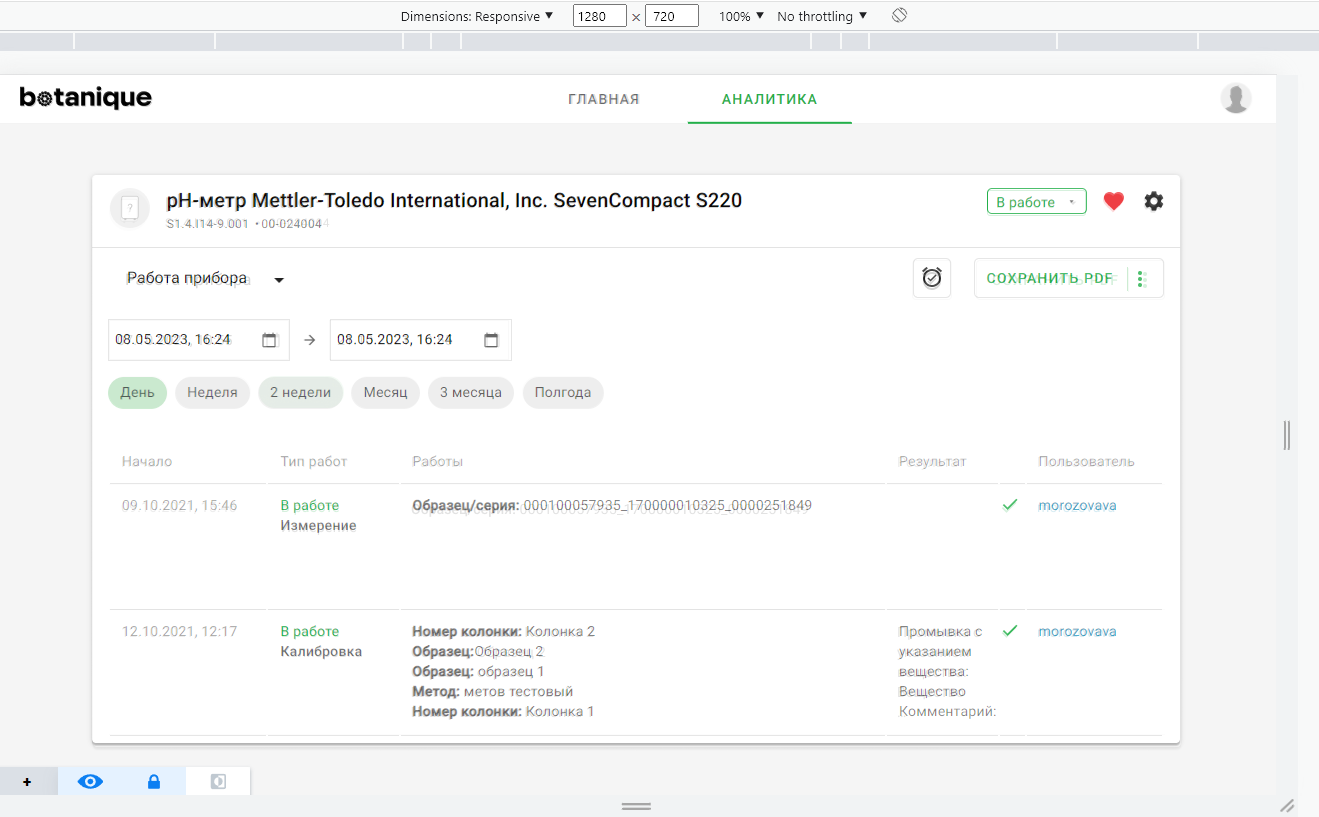 Dimensions: Responsive 1280 × 720 100% No throttling
botanique ГЛАВНАЯ АНАЛИТИКА
рН-метр Mettler-Toledo International, Inc. SevenCompact S220
S1.4.I14-9.001 • 00-024004
В работе
Работа прибора
СОХРАНИТЬ PDF
08.05.2023, 16:24 → 08.05.2023, 16:24
День Неделя 2 недели Месяц 3 месяца Полгода
Начало Тип работ Работы Результат Пользователь
09.10.2021, 15:46 В работе Образец/серия: 000100057935_170000010325_0000251849 morozovava
Измерение
12.10.2021, 12:17 В работе Номер колонки: Колонка 2 Промывка с morozovava
Калибровка Образец:Образец 2 указанием
Образец: образец 1 вещества:
Метод: метов тестовый Вещество
Номер колонки: Колонка 1 Комментарий:
+